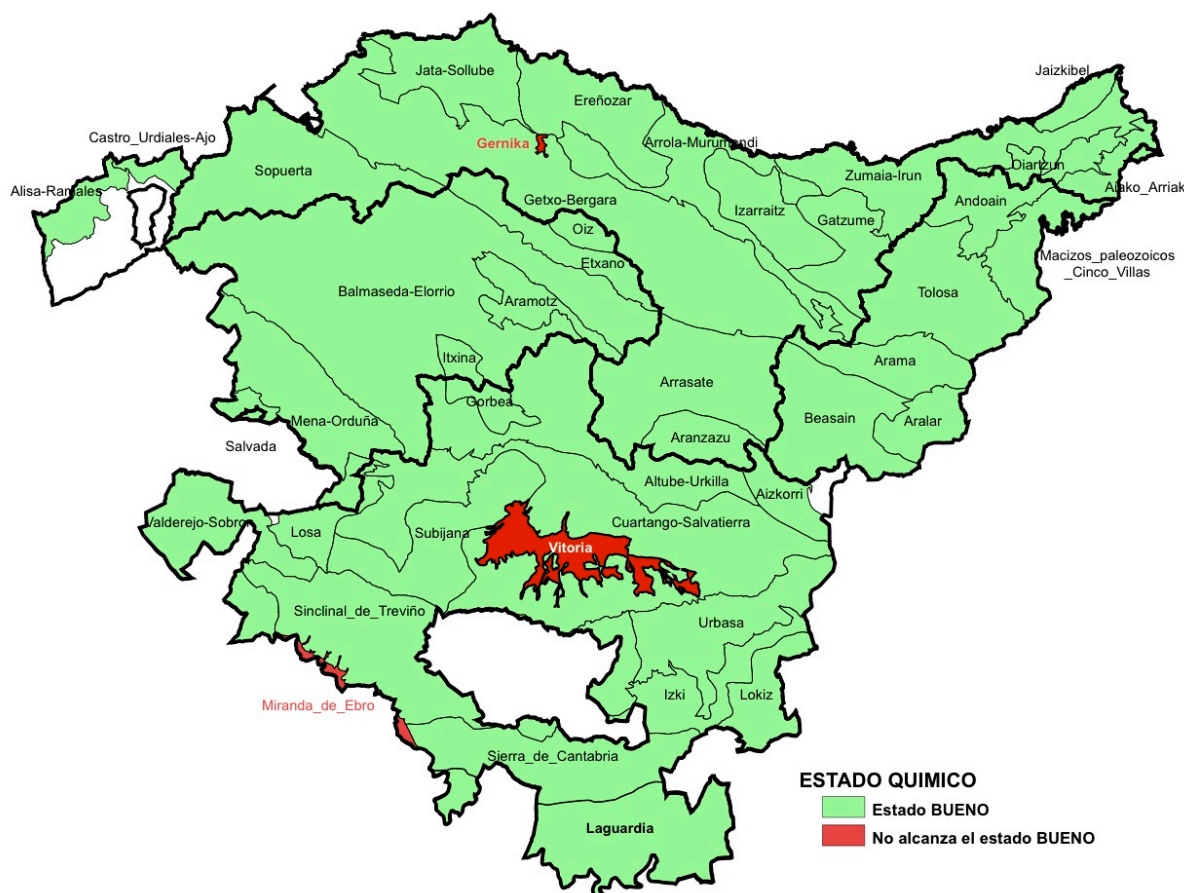 Jata-Sollube
Jaizkibel
Ereñozar
Castro_Urdiales-Ajo
Gernika
Arrola-Murumendi
Oiartzun
Sopuerta
Zumaia-Irun
Alisa-Ramales
Aiako_Arriak
Getxo-Bergara
Andoain
Izarraitz
Gatzume
Oiz
Etxano
Macizos_paleozoicos
_Cinco_Villas
Balmaseda-Elorrio
Tolosa
Aramotz
Itxina
Arama
Arrasate
Gorbea
Beasain
Aralar
Mena-Orduña
Aranzazu
Salvada
Altube-Urkilla
Aizkorri
Valderejo-Sobron
Losa
Subijana
Cuartango-Salvatierra
Vitoria
Sinclinal_de_Treviño
Urbasa
Izki
Lokiz
Miranda_de_Ebro
Sierra_de_Cantabria
Laguardia
ESTADO QUIMICO
Estado BUENO
No alcanza el estado BUENO